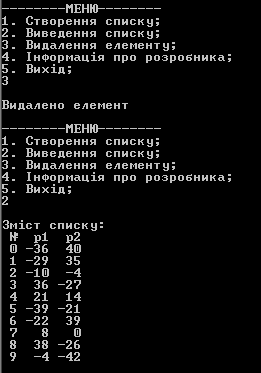 --------МЕНЮ--------
1. Створення списку;
2. Виведення списку;
3. Видалення елементу;
4. Інформація про розробника;
5. Вихід;
3
Видалено елемент
--------МЕНЮ--------
1. Створення списку;
2. Виведення списку;
3. Видалення елементу;
4. Інформація про розробника;
5. Вихід;
2
Зміст списку:
№ p1 p2
0 -36 40
1 -29 35
2 -10 -4
3 36 -27
4 21 14
5 -39 -21
6 -22 39
7 8 0
8 38 -26
9 -4 -42